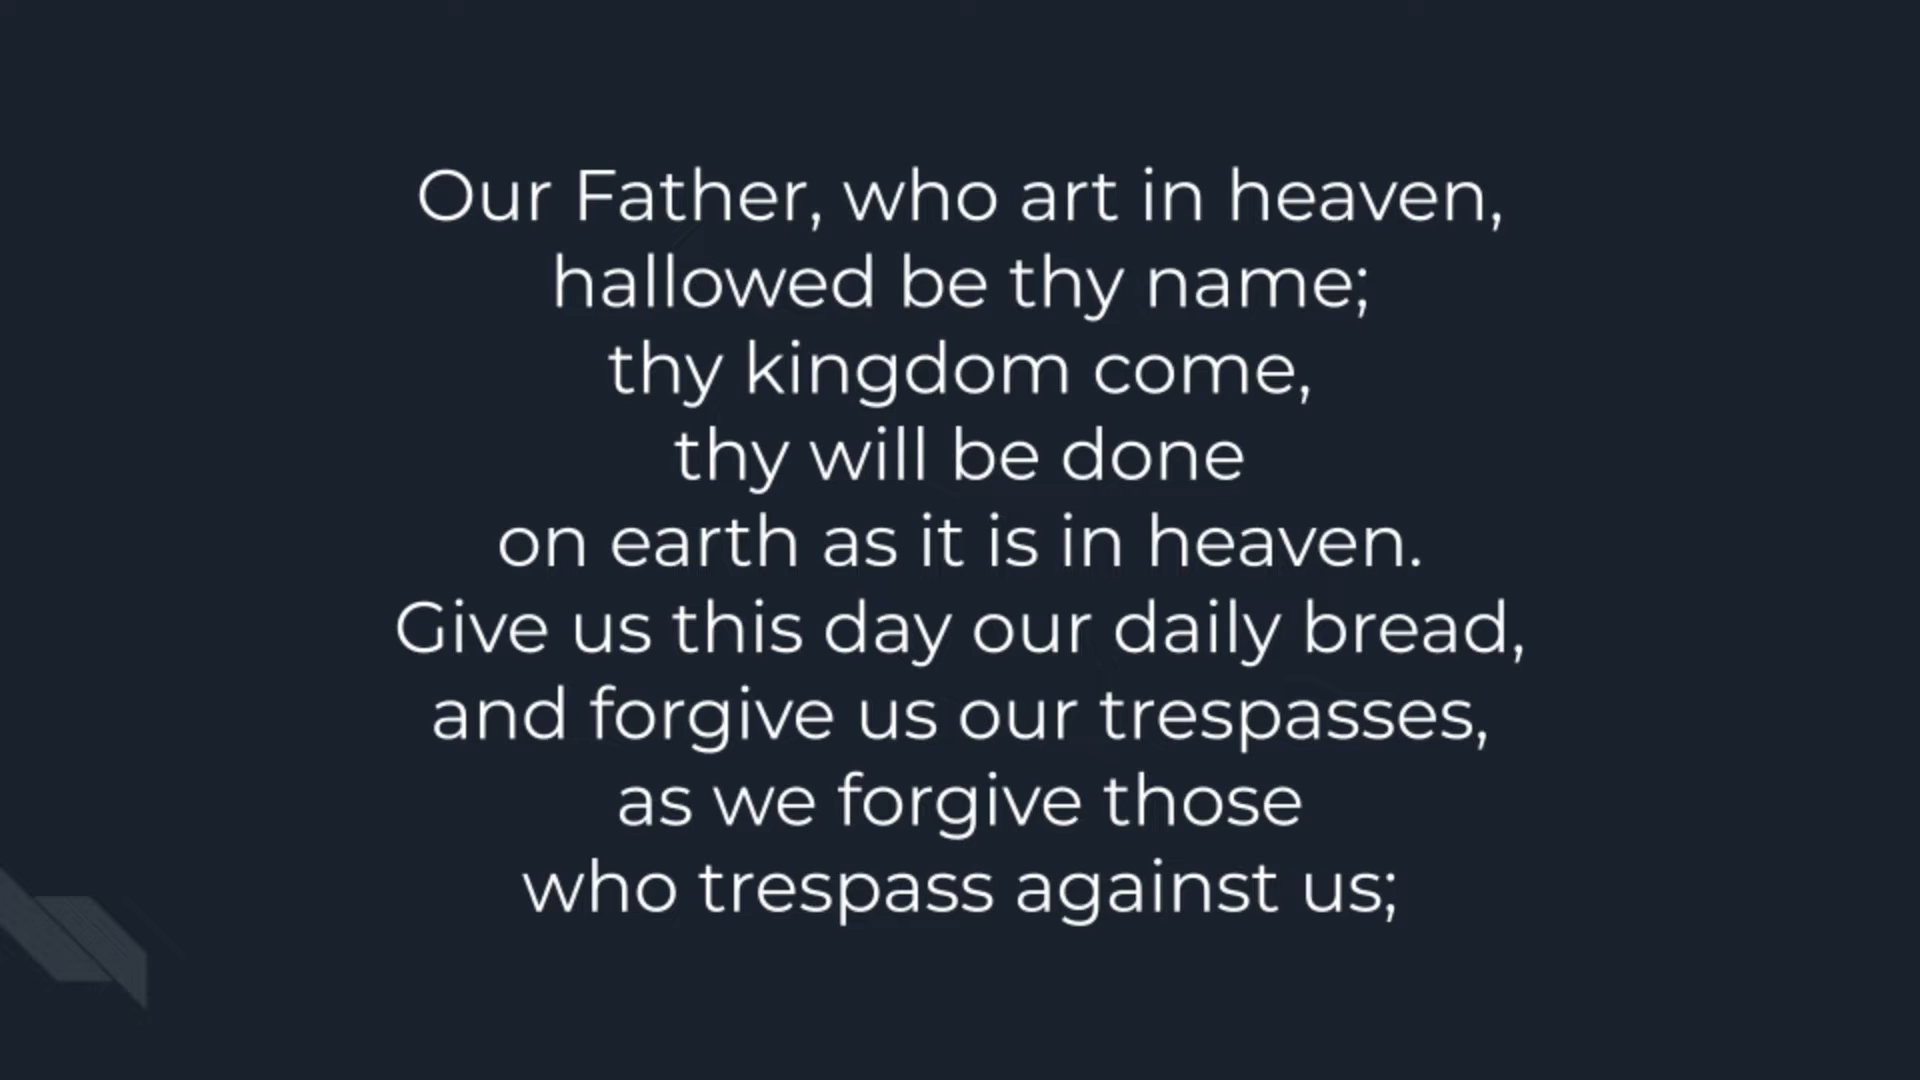 Our Father, who art in heaven,
hallowed be thy name;
thy kingdom come,
thy will be done
on earth as it is in heaven.
Give us this day our daily bread,
and forgive us our trespasses,
as we forgive those
who trespass against us;